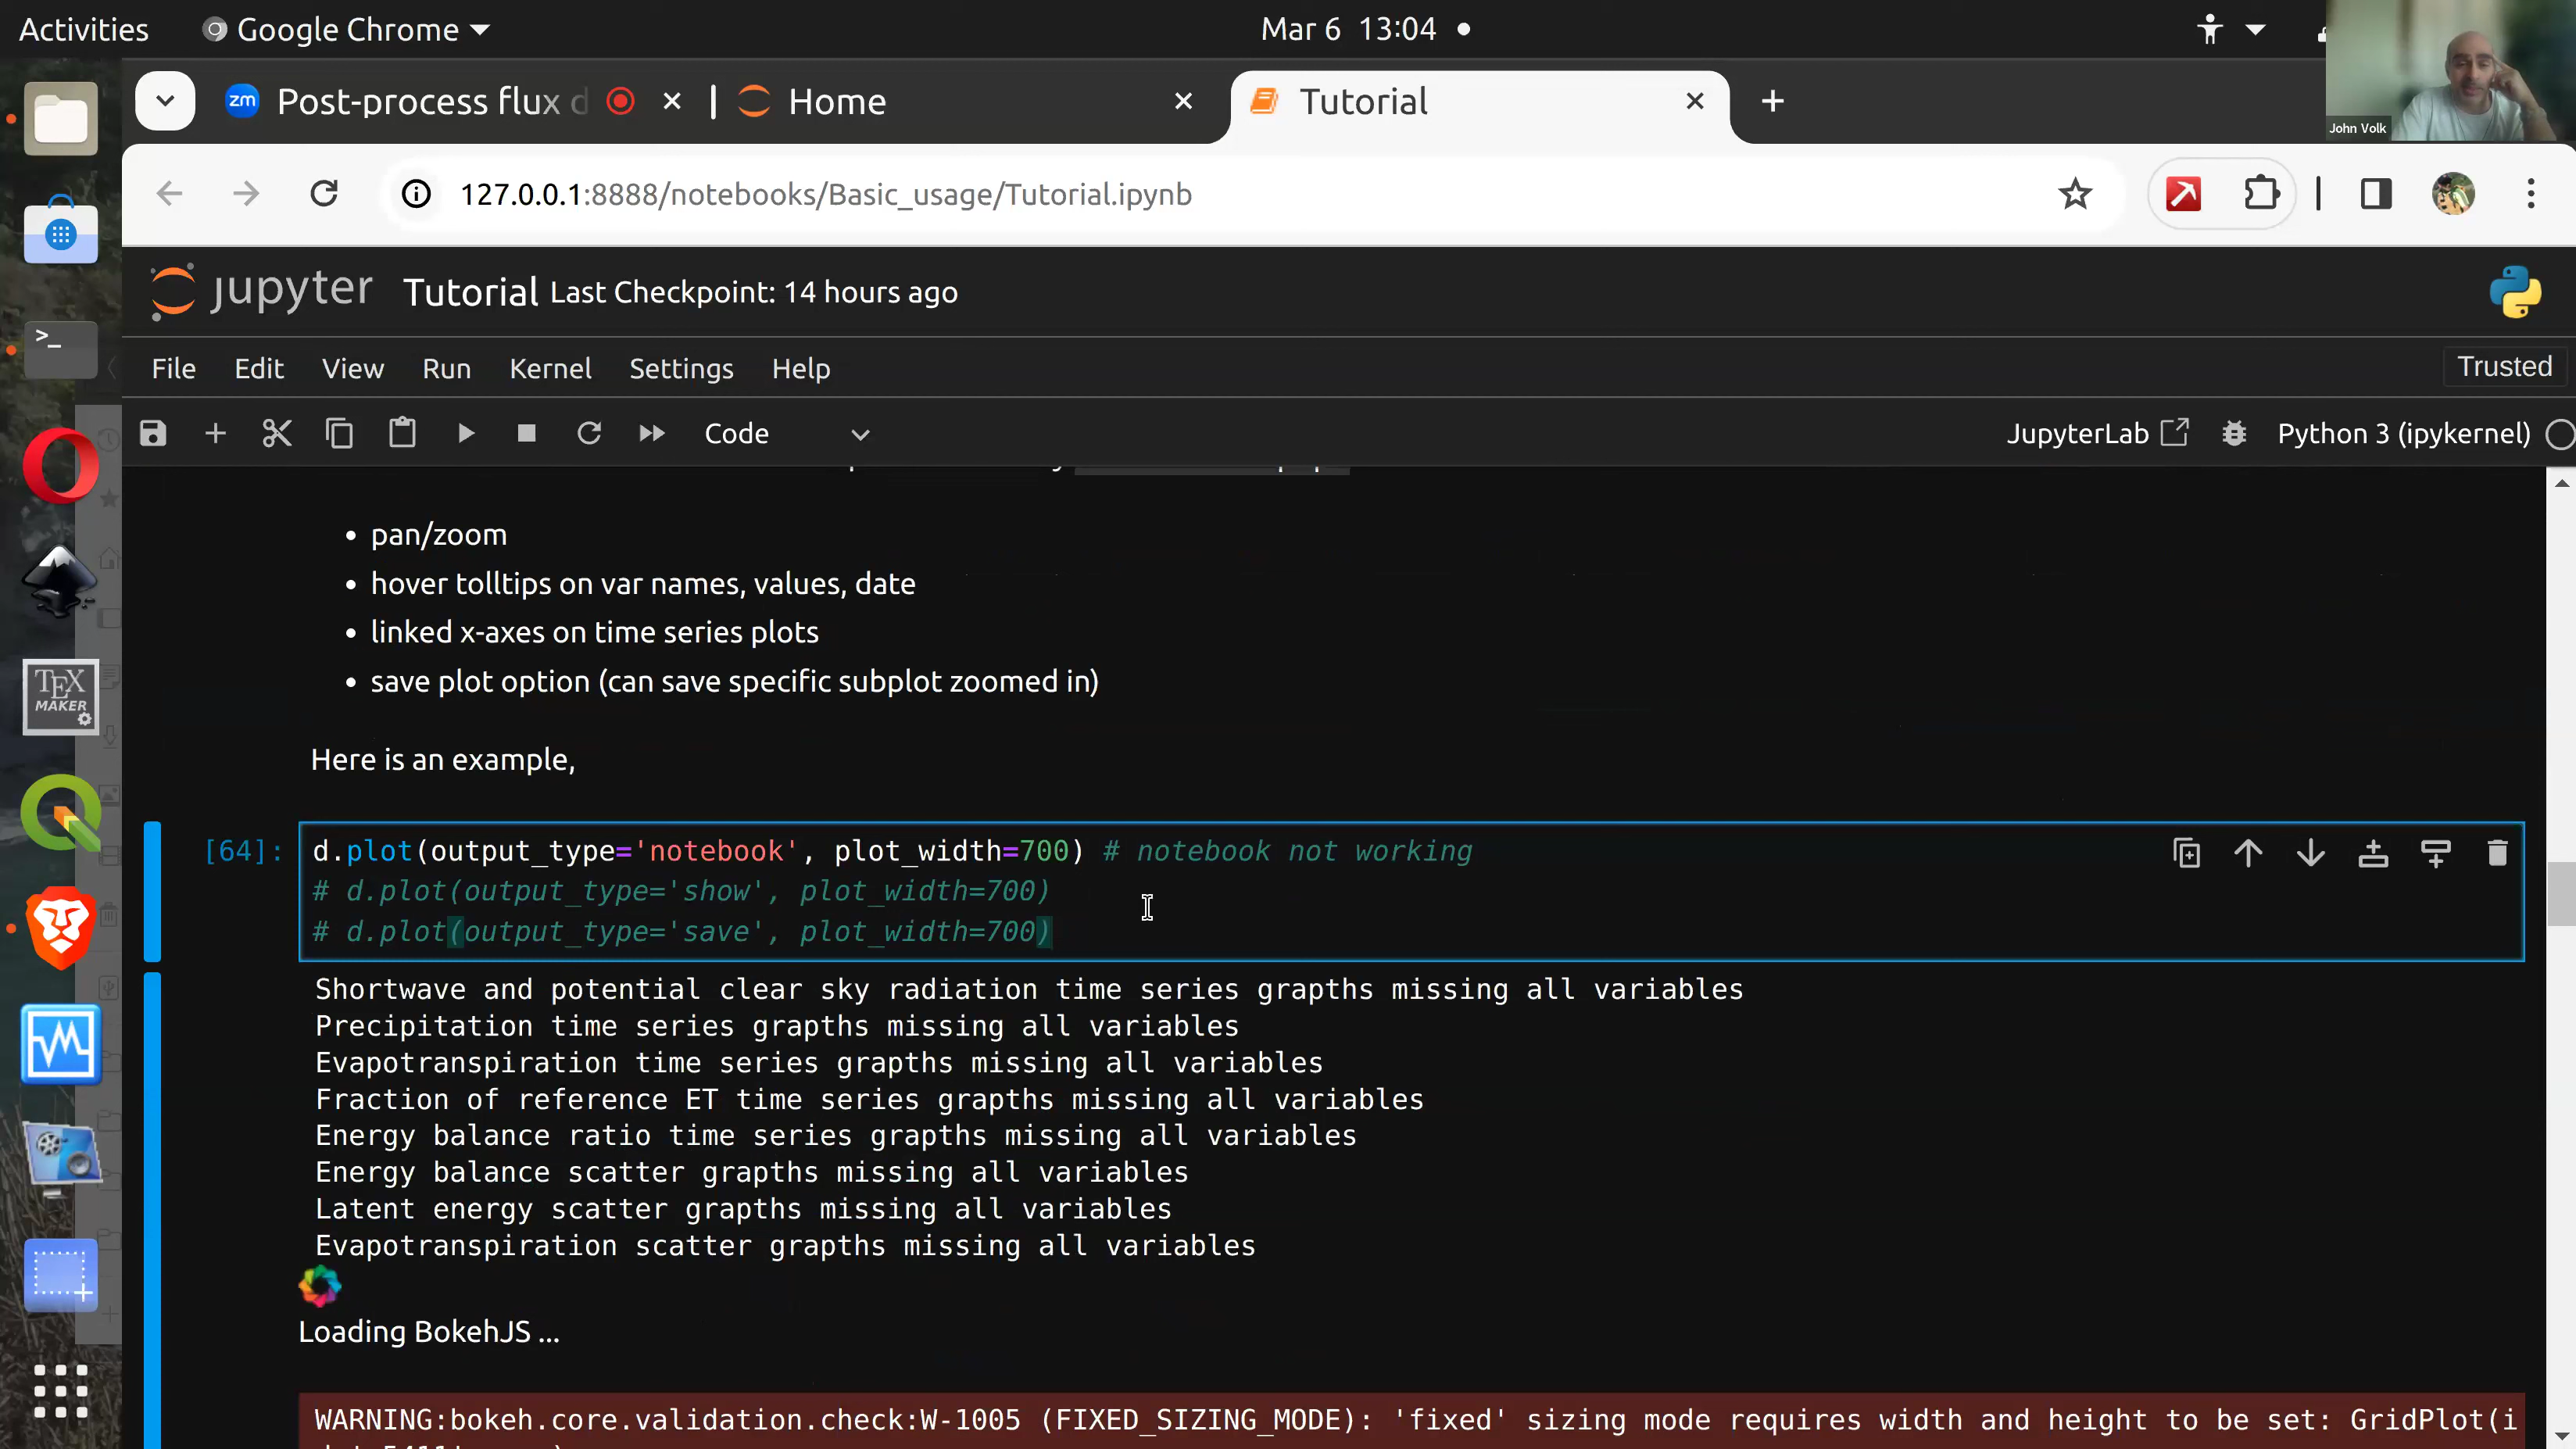 Activities
Google Chrome
Mar 6 13:04
John Volk
zm
Post-process flux d
Home
Tutorial
127.0.0.1:8888/notebooks/Basic_usage/Tutorial.ipynb
jupyter
Tutorial Last Checkpoint: 14 hours ago
File
Edit
View
Run
Kernel
Settings
Help
Trusted
Code
JupyterLab
Python 3 (ipykernel)
• pan/zoom
• hover tolltips on var names, values, date
• linked x-axes on time series plots
• save plot option (can save specific subplot zoomed in)
Here is an example,
[64]: d.plot(output_type='notebook', plot_width=700) # notebook not working
# d.plot(output_type='show', plot_width=700)
# d.plot(output_type='save', plot_width=700)
Shortwave and potential clear sky radiation time series grapths missing all variables
Precipitation time series grapths missing all variables
Evapotranspiration time series grapths missing all variables
Fraction of reference ET time series grapths missing all variables
Energy balance ratio time series grapths missing all variables
Energy balance scatter grapths missing all variables
Latent energy scatter grapths missing all variables
Evapotranspiration scatter grapths missing all variables
Loading BokehJS ...
WARNING:bokeh.core.validation.check:W-1005 (FIXED_SIZING_MODE): 'fixed' sizing mode requires width and height to be set: GridPlot(i
TEX
MAKER